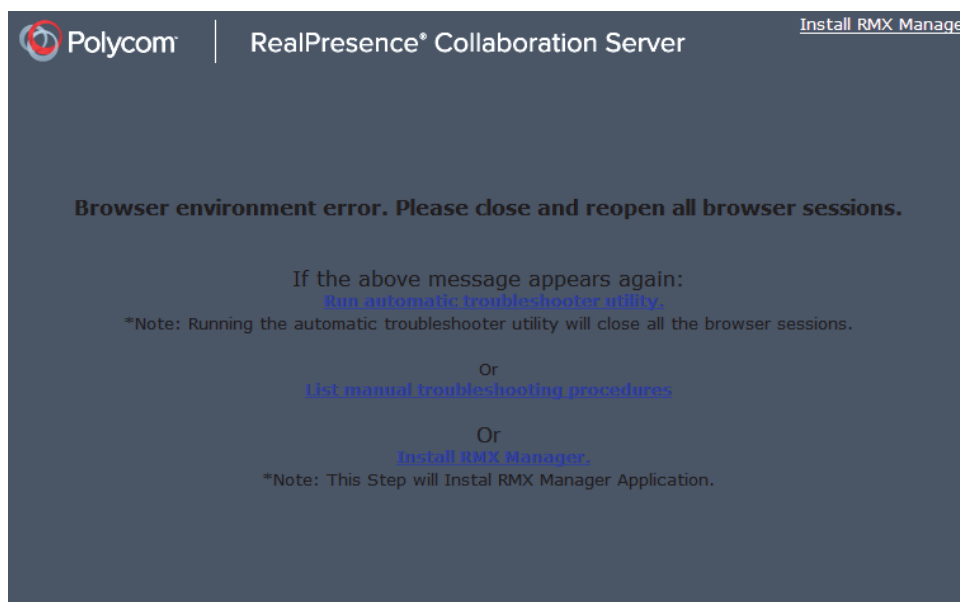 Polycom
RealPresence® Collaboration Server
Install RMX Manage
Browser environment error. Please close and reopen all browser sessions.
If the above message appears again:
Run automatic troubleshooter utility.
*Note: Running the automatic troubleshooter utility will close all the browser sessions.
Or
List manual troubleshooting procedures
Or
Install RMX Manager.
*Note: This Step will Instal RMX Manager Application.